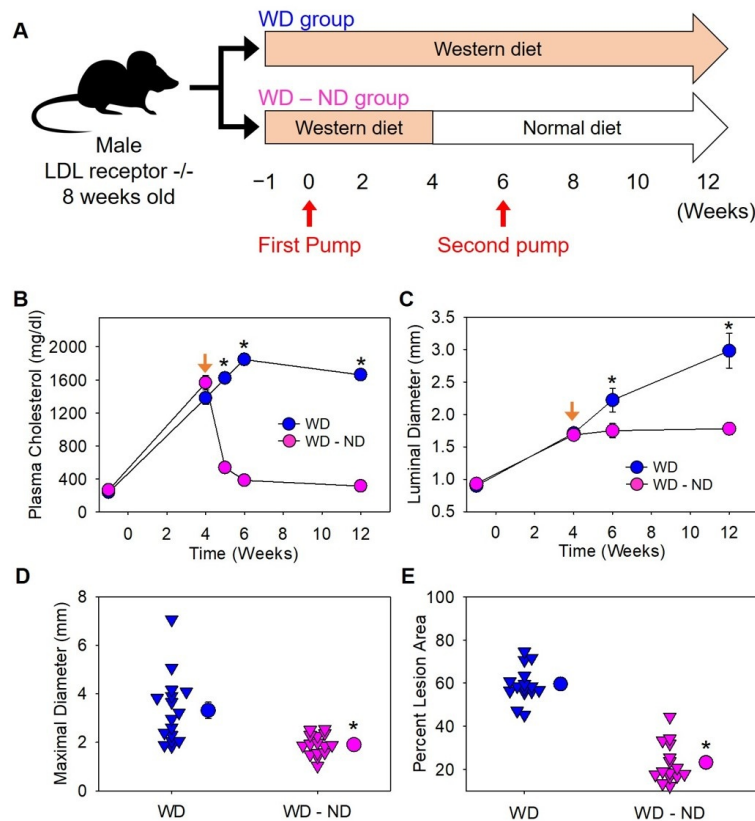 A
WD group
Western diet
WD – ND group
Western diet
Normal diet
Male
LDL receptor -/-
8 weeks old
−1 0 2 4 6 8 10 12
(Weeks)
First Pump
Second pump
B
Plasma Cholesterol (mg/dl)
2000
1600
1200
800
400
0
* * *
WD
WD - ND
0 2 4 6 8 10 12
Time (Weeks)
C
Luminal Diameter (mm)
3.5
3.0
2.5
2.0
1.5
1.0
0.5
* *
WD
WD - ND
0 2 4 6 8 10 12
Time (Weeks)
D
Maximal Diameter (mm)
8
6
4
2
0
*
WD
WD - ND
E
Percent Lesion Area
100
80
60
40
20
*
WD
WD - ND